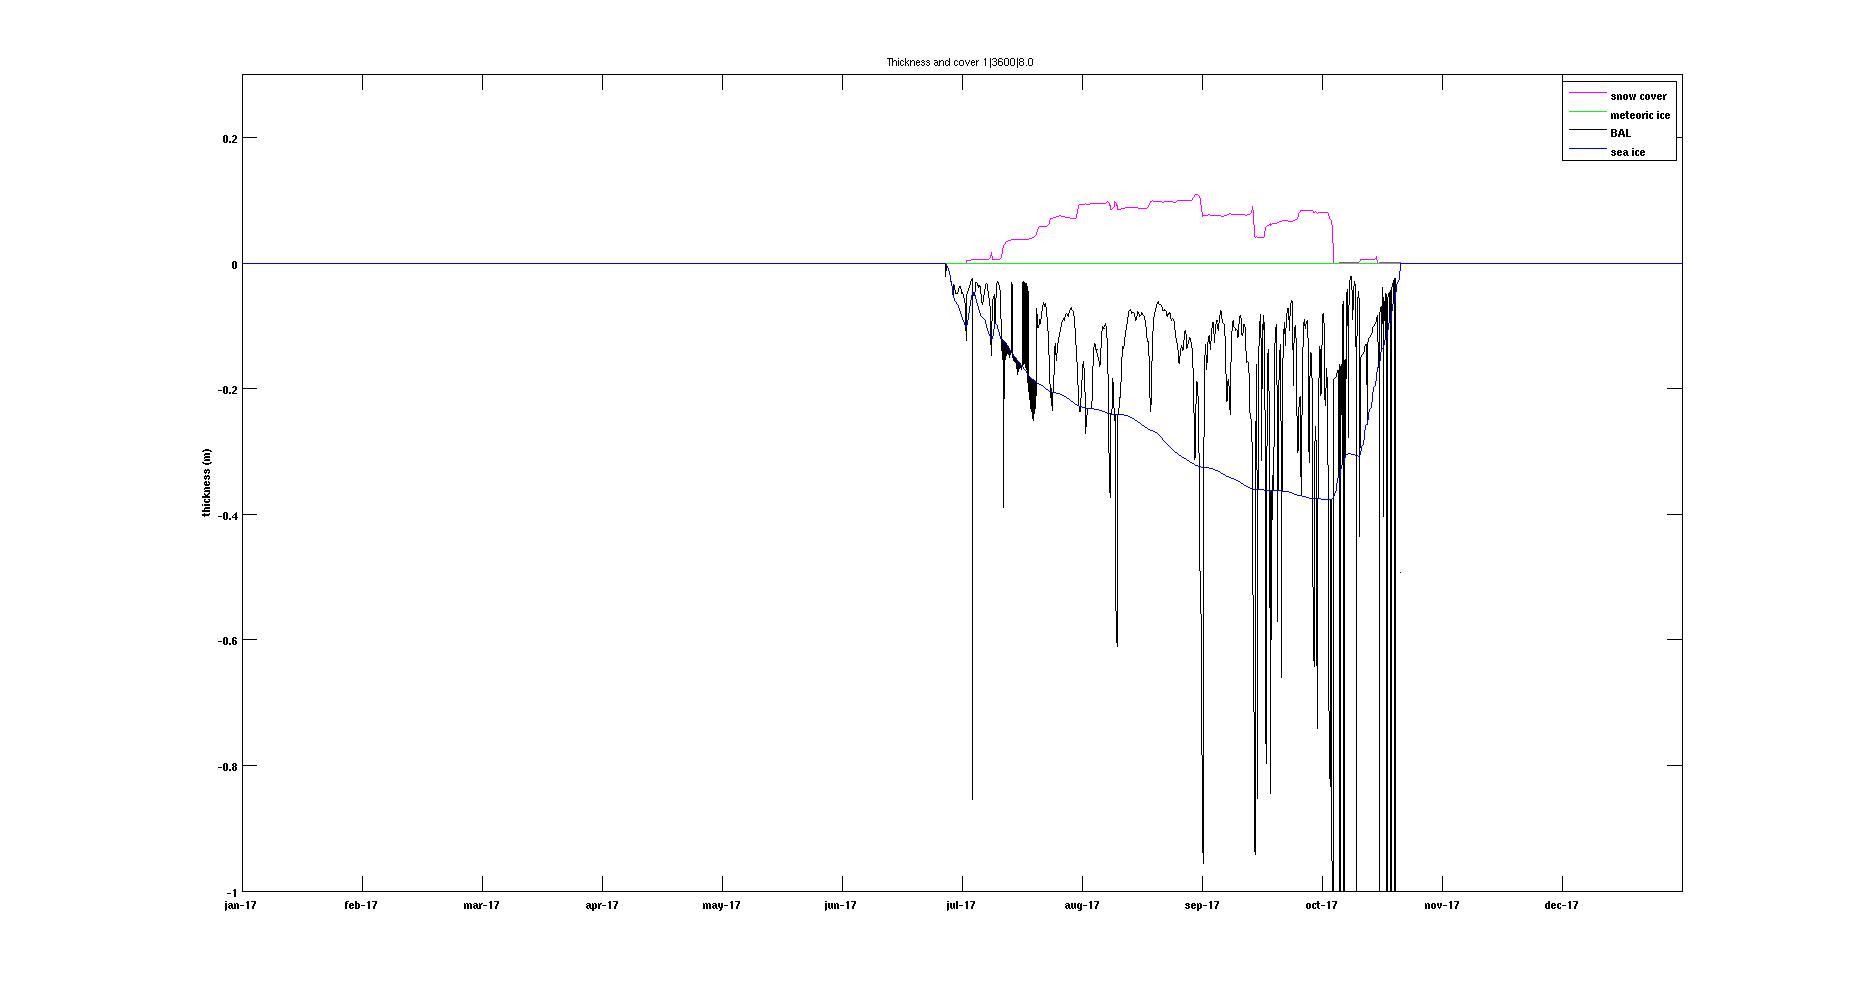 Thickness and cover 1|3600|8.0
snow cover
meteoric ice
BAL
sea ice
0.2
0
-0.2
-0.4
-0.6
-0.8
-1
thickness (m)
jan-17 feb-17 mar-17 apr-17 may-17 jun-17 jul-17 aug-17 sep-17 oct-17 nov-17 dec-17